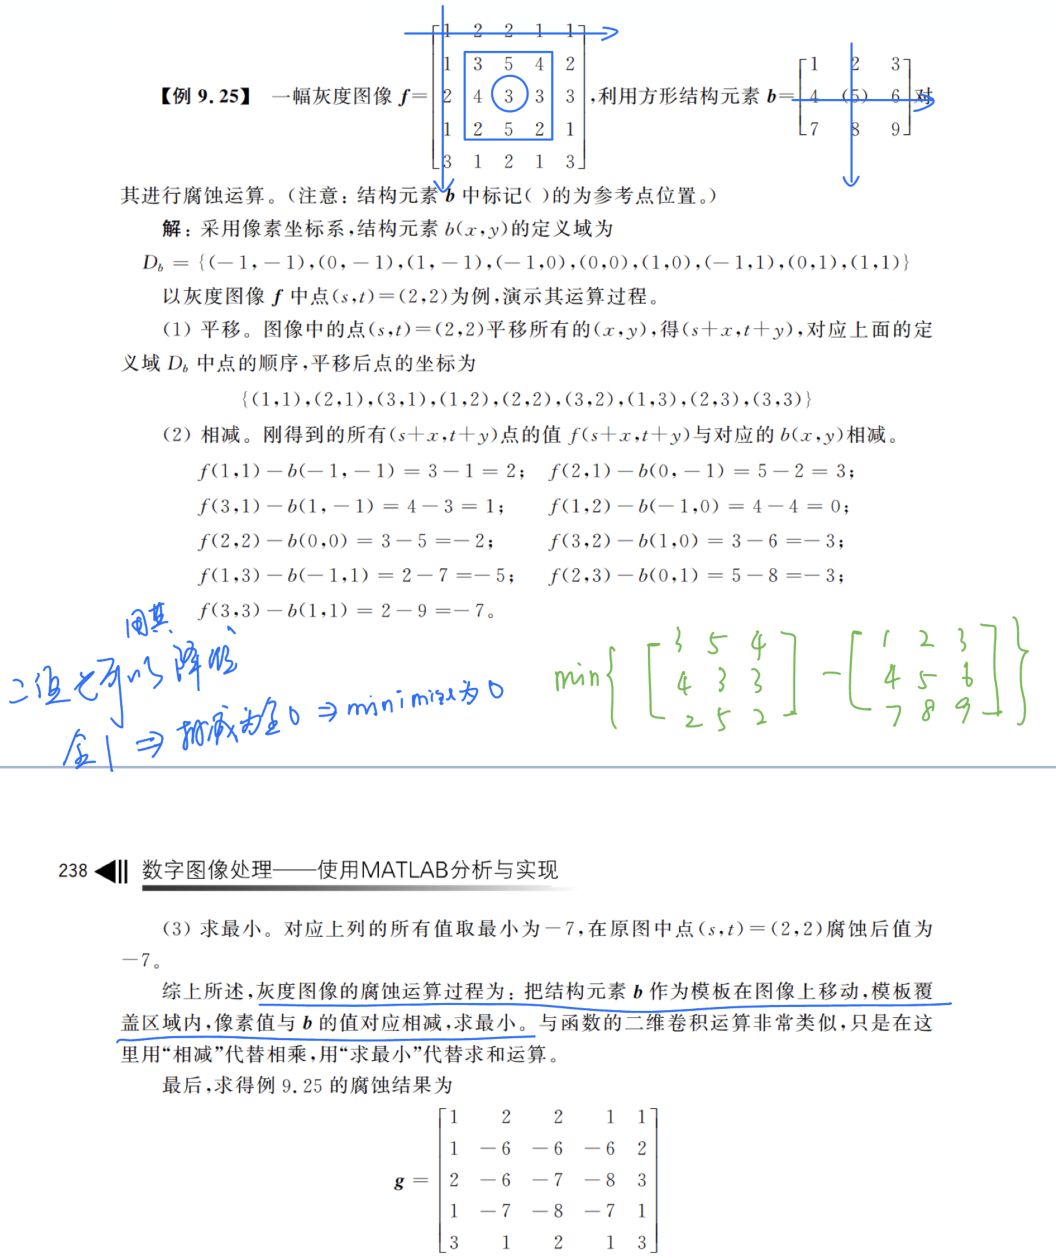 【例 9.25】 一幅灰度图像 f=[1 2 2 1 1
1 3 5 4 2
2 4 3 3 3
1 2 5 2 1
3 1 2 1 3],利用方形结构元素 b=[1 2 3
4 (5) 6
7 8 9]对
其进行腐蚀运算。(注意: 结构元素 b 中标记( )的为参考点位置。)
解: 采用像素坐标系,结构元素 b(x,y)的定义域为
D_b = {(−1,−1),(0,−1),(1,−1),(−1,0),(0,0),(1,0),(−1,1),(0,1),(1,1)}
以灰度图像 f 中点(s,t)=(2,2)为例,演示其运算过程。
(1) 平移。图像中的点(s,t)=(2,2)平移所有的(x,y),得(s+x,t+y),对应上面的定
义域 D_b 中点的顺序,平移后点的坐标为
{(1,1),(2,1),(3,1),(1,2),(2,2),(3,2),(1,3),(2,3),(3,3)}
(2) 相减。刚得到的所有(s+x,t+y)点的值 f(s+x,t+y)与对应的 b(x,y)相减。
f(1,1)−b(−1,−1) = 3−1 = 2; f(2,1)−b(0,−1) = 5−2 = 3;
f(3,1)−b(1,−1) = 4−3 = 1; f(1,2)−b(−1,0) = 4−4 = 0;
f(2,2)−b(0,0) = 3−5 =−2; f(3,2)−b(1,0) = 3−6 =−3;
f(1,3)−b(−1,1) = 2−7 =−5; f(2,3)−b(0,1) = 5−8 =−3;
f(3,3)−b(1,1) = 2−9 =−7。
用其
二值也可以降
全1 ⇒ 相减为全0 ⇒ minimise为0
min{[3 5 4
4 3 3
2 5 2] − [1 2 3
4 5 6
7 8 9]}
238 数字图像处理——使用MATLAB分析与实现
(3) 求最小。对应上列的所有值取最小为−7,在原图中点(s,t)=(2,2)腐蚀后值为
−7。
综上所述,灰度图像的腐蚀运算过程为: 把结构元素 b 作为模板在图像上移动,模板覆
盖区域内,像素值与 b 的值对应相减,求最小。与函数的二维卷积运算非常类似,只是在这
里用“相减”代替相乘,用“求最小”代替求和运算。
最后,求得例 9.25 的腐蚀结果为
g = [1 2 2 1 1
1 −6 −6 −6 2
2 −6 −7 −8 3
1 −7 −8 −7 1
3 1 2 1 3]